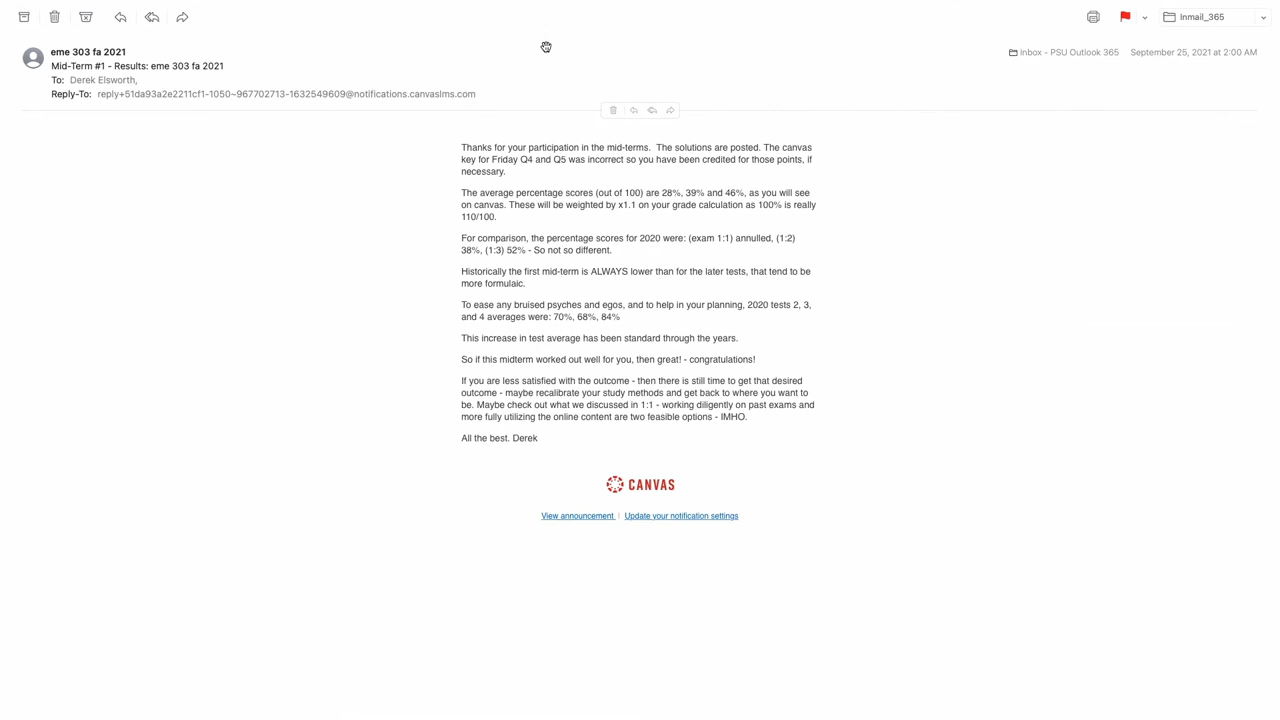 Inmail_365
eme 303 fa 2021
Inbox - PSU Outlook 365 September 25, 2021 at 2:00 AM
Mid-Term #1 - Results: eme 303 fa 2021
To: Derek Elsworth,
Reply-To: reply+51da93a2e2211cf1-1050~967702713-1632549609@notifications.canvaslms.com
Thanks for your participation in the mid-terms. The solutions are posted. The canvas
key for Friday Q4 and Q5 was incorrect so you have been credited for those points, if
necessary.
The average percentage scores (out of 100) are 28%, 39% and 46%, as you will see
on canvas. These will be weighted by x1.1 on your grade calculation as 100% is really
110/100.
For comparison, the percentage scores for 2020 were: (exam 1:1) annulled, (1:2)
38%, (1:3) 52% - So not so different.
Historically the first mid-term is ALWAYS lower than for the later tests, that tend to be
more formulaic.
To ease any bruised psyches and egos, and to help in your planning, 2020 tests 2, 3,
and 4 averages were: 70%, 68%, 84%
This increase in test average has been standard through the years.
So if this midterm worked out well for you, then great! - congratulations!
If you are less satisfied with the outcome - then there is still time to get that desired
outcome - maybe recalibrate your study methods and get back to where you want to
be. Maybe check out what we discussed in 1:1 - working diligently on past exams and
more fully utilizing the online content are two feasible options - IMHO.
All the best. Derek
CANVAS
View announcement | Update your notification settings